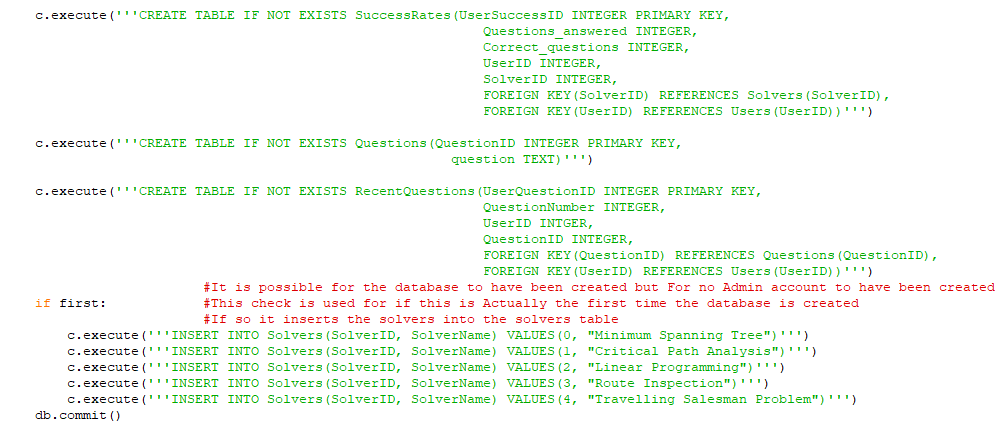 c.execute('''CREATE TABLE IF NOT EXISTS SuccessRates(UserSuccessID INTEGER PRIMARY KEY,
Questions_answered INTEGER,
Correct_questions INTEGER,
UserID INTEGER,
SolverID INTEGER,
FOREIGN KEY(SolverID) REFERENCES Solvers(SolverID),
FOREIGN KEY(UserID) REFERENCES Users(UserID))''')
c.execute('''CREATE TABLE IF NOT EXISTS Questions(QuestionID INTEGER PRIMARY KEY,
question TEXT)''')
c.execute('''CREATE TABLE IF NOT EXISTS RecentQuestions(UserQuestionID INTEGER PRIMARY KEY,
QuestionNumber INTEGER,
UserID INTGER,
QuestionID INTEGER,
FOREIGN KEY(QuestionID) REFERENCES Questions(QuestionID),
FOREIGN KEY(UserID) REFERENCES Users(UserID))''')
#It is possible for the database to have been created but For no Admin account to have been created
if first: #This check is used for if this is Actually the first time the database is created
#If so it inserts the solvers into the solvers table
c.execute('''INSERT INTO Solvers(SolverID, SolverName) VALUES(0, "Minimum Spanning Tree")''')
c.execute('''INSERT INTO Solvers(SolverID, SolverName) VALUES(1, "Critical Path Analysis")''')
c.execute('''INSERT INTO Solvers(SolverID, SolverName) VALUES(2, "Linear Programming")''')
c.execute('''INSERT INTO Solvers(SolverID, SolverName) VALUES(3, "Route Inspection")''')
c.execute('''INSERT INTO Solvers(SolverID, SolverName) VALUES(4, "Travelling Salesman Problem")''')
db.commit()